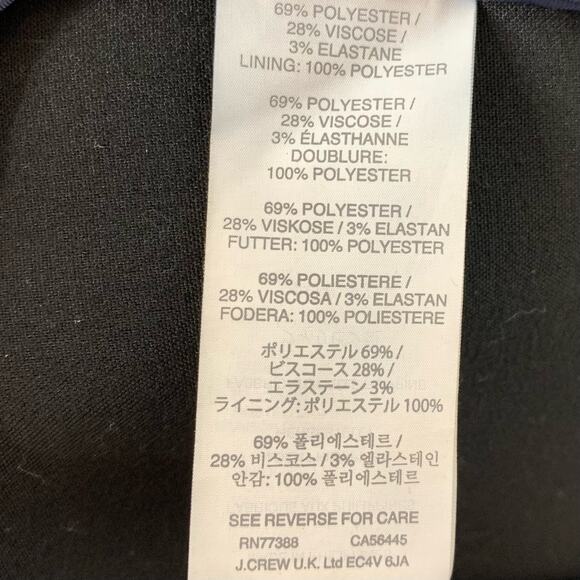 69% POLYESTER /
28% VISCOSE /
3% ELASTANE
LINING: 100% POLYESTER
69% POLYESTER /
28% VISCOSE /
3% ÉLASTHANNE
DOUBLURE:
100% POLYESTER
69% POLYESTER /
28% VISKOSE / 3% ELASTAN
FUTTER: 100% POLYESTER
69% POLIESTERE /
28% VISCOSA / 3% ELASTAN
FODERA: 100% POLIESTERE
ポリエステル 69% /
ビスコース 28% /
エラステーン 3%
ライニング: ポリエステル 100%
69% 폴리에스테르 /
28% 비스코스 / 3% 엘라스테인
안감: 100% 폴리에스테르
SEE REVERSE FOR CARE
RN77388 CA56445
J.CREW U.K. Ltd EC4V 6JA